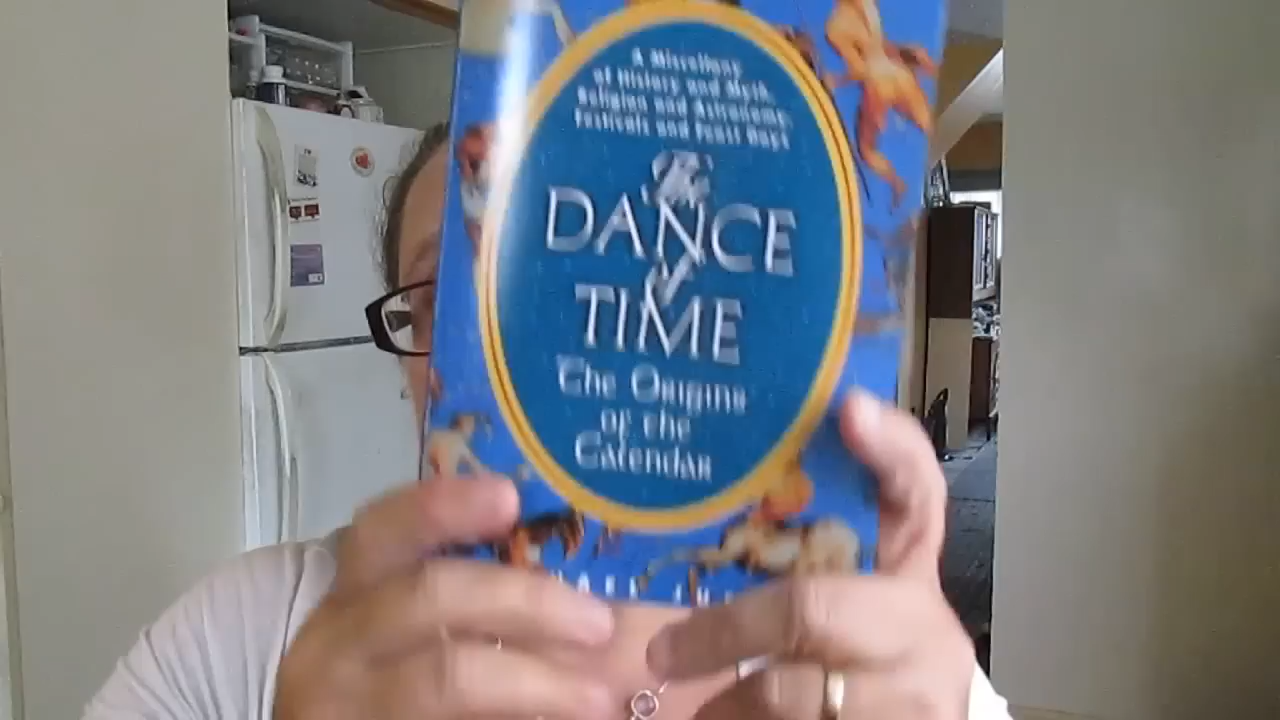 A Miscellany
of History and Myth,
Religion and Astronomy,
Festivals and Feast Days
DANCE
of
TIME
The Origins
of the
Calendar